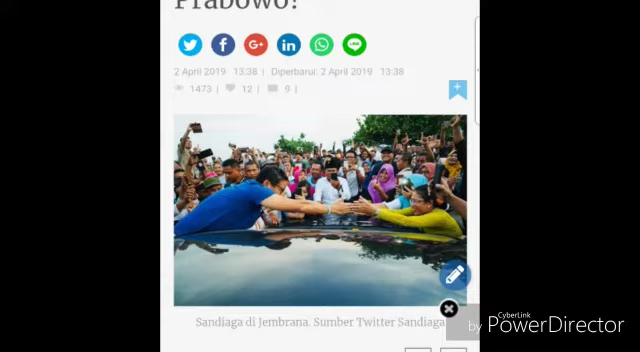 Prabowo?
2 April 2019 13:38 | Diperbarui: 2 April 2019 13:38
1473 | 12 | 9 |
Sandiaga di Jembrana. Sumber Twitter Sandiaga
LINE
CyberLink
by PowerDirector